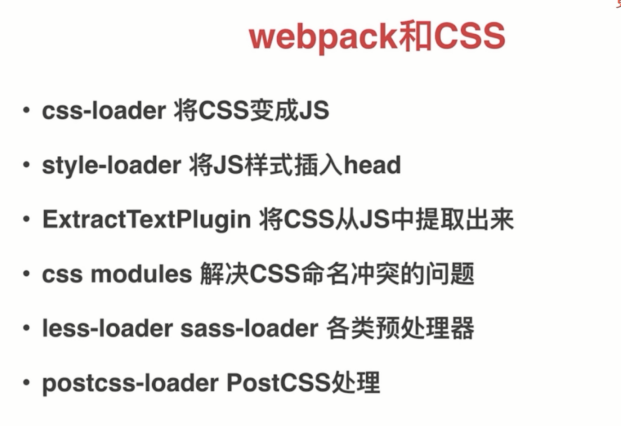 webpack和CSS
• css-loader 将CSS变成JS
• style-loader 将JS样式插入head
• ExtractTextPlugin 将CSS从JS中提取出来
• css modules 解决CSS命名冲突的问题
• less-loader sass-loader 各类预处理器
• postcss-loader PostCSS处理